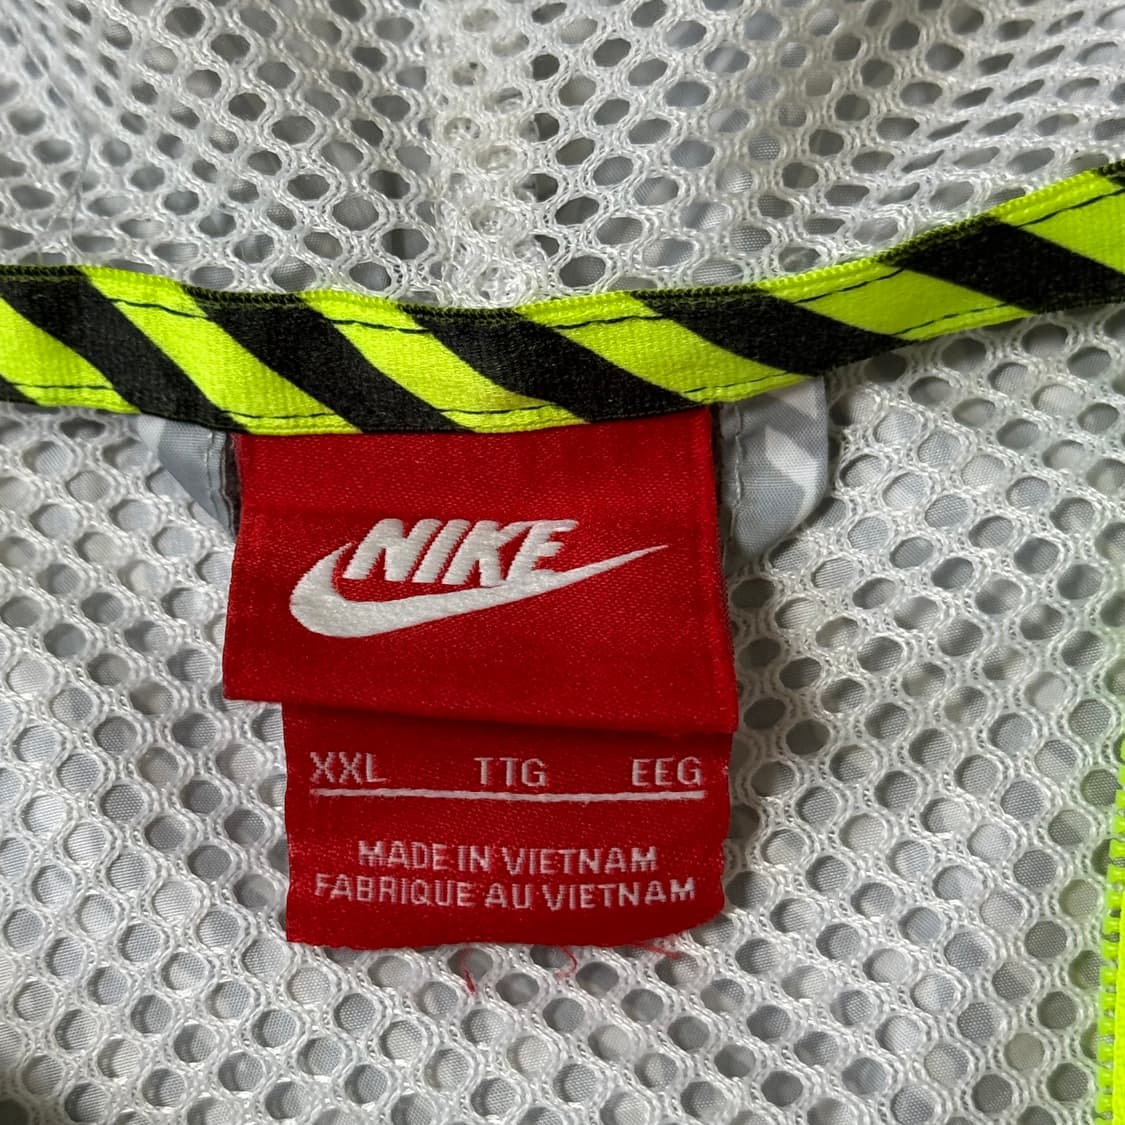 NIKE
XXL TTG EEG
MADE IN VIETNAM
FABRIQUE AU VIETNAM